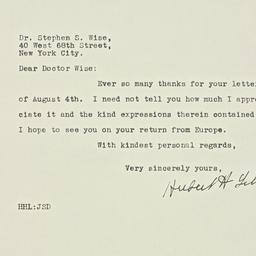 Dr. Stephen S. Wise,
40 West 68th Street,
New York City.
Dear Doctor Wise:
Ever so many thanks for your letter
of August 4th. I need not tell you how much I appre
ciate it and the kind expressions therein contained
I hope to see you on your return from Europe.
With kindest personal regards,
Very sincerely yours,
Herbert H
HHL:JSD